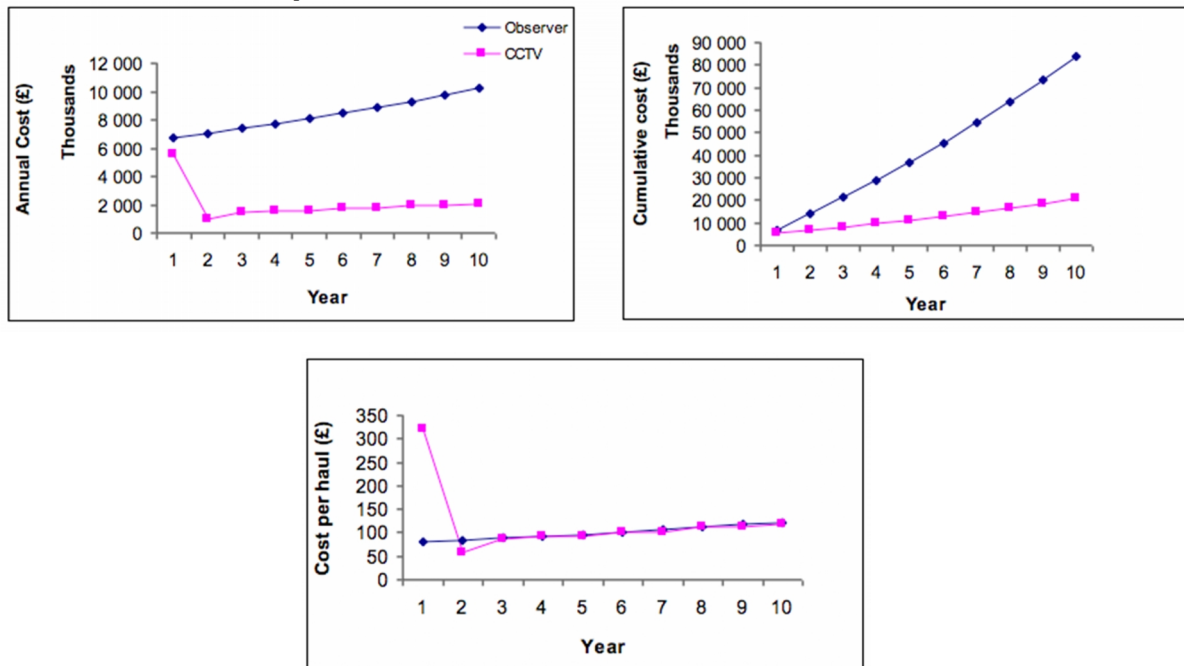 Observer
CCTV
Annual Cost (£)
Thousands
12 000
10 000
8 000
6 000
4 000
2 000
0
1 2 3 4 5 6 7 8 9 10
Year
Cumulative cost (£)
Thousands
90 000
80 000
70 000
60 000
50 000
40 000
30 000
20 000
10 000
0
1 2 3 4 5 6 7 8 9 10
Year
Cost per haul (£)
350
300
250
200
150
100
50
0
1 2 3 4 5 6 7 8 9 10
Year